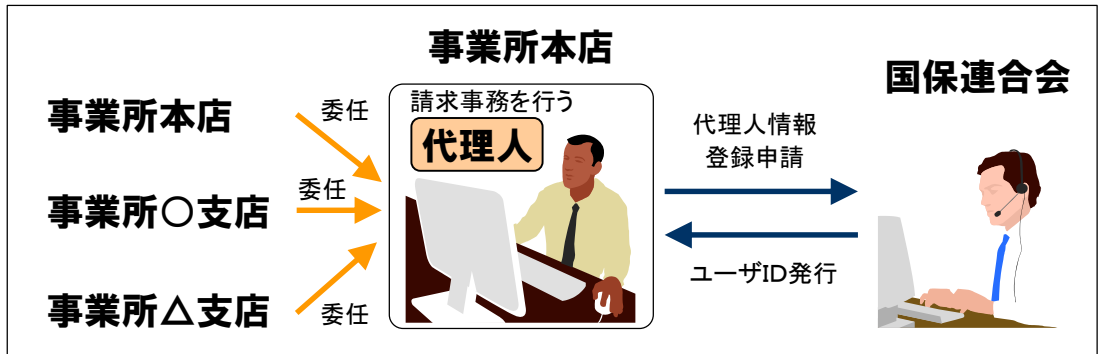 事業所本店
事業所○支店
事業所△支店
委任
委任
委任
事業所本店
請求事務を行う
代理人
代理人情報
登録申請
ユーザID発行
国保連合会